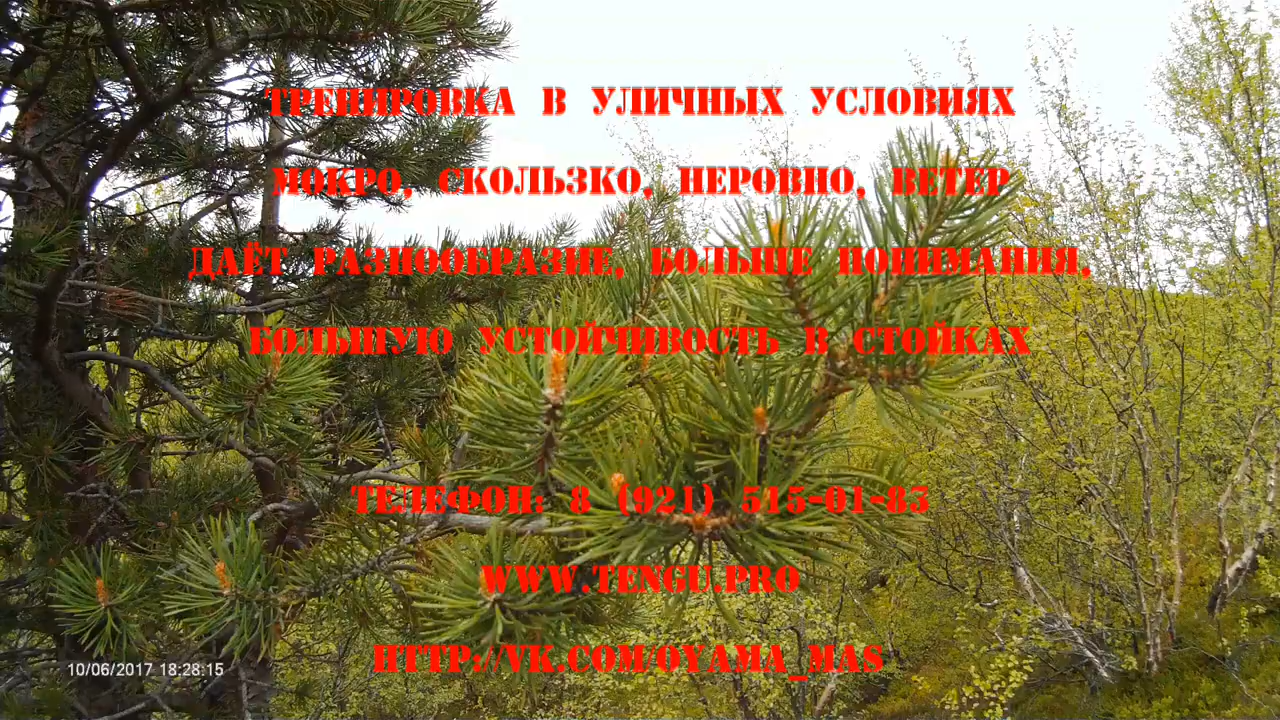 ТРЕНИРОВКА В УЛИЧНЫХ УСЛОВИЯХ
МОКРО, СКОЛЬЗКО, НЕРОВНО, ВЕТЕР
ДАЁТ РАЗНООБРАЗИЕ, БОЛЬШЕ ПОНИМАНИЯ,
БОЛЬШУЮ УСТОЙЧИВОСТЬ В СТОЙКАХ
ТЕЛЕФОН: 8 (921) 515-01-83
WWW.TENGU.PRO
HTTP://VK.COM/OYAMA_MAS
10/06/2017 18:28:15